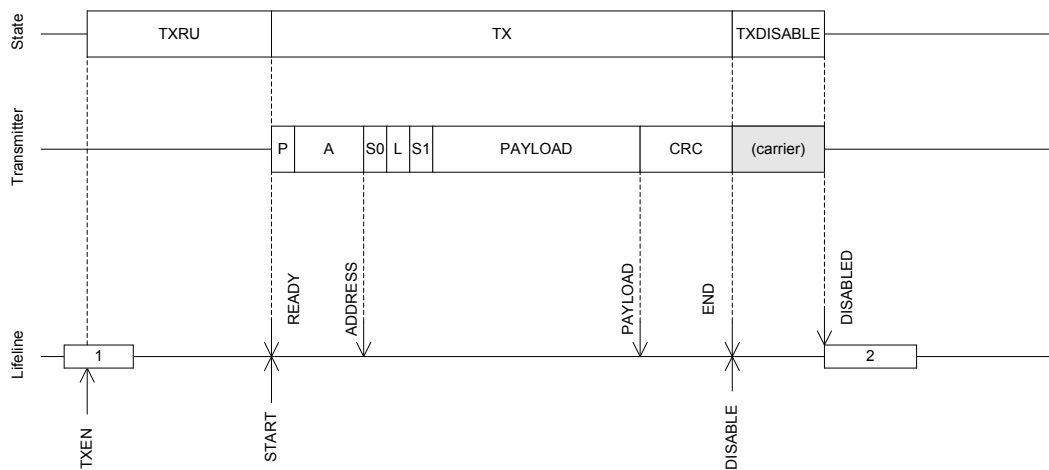 State
TXRU
TX
TXDISABLE
Transmitter
P
A
S0
L
S1
PAYLOAD
CRC
(carrier)
READY
ADDRESS
PAYLOAD
END
DISABLED
Lifeline
1
2
TXEN
START
DISABLE